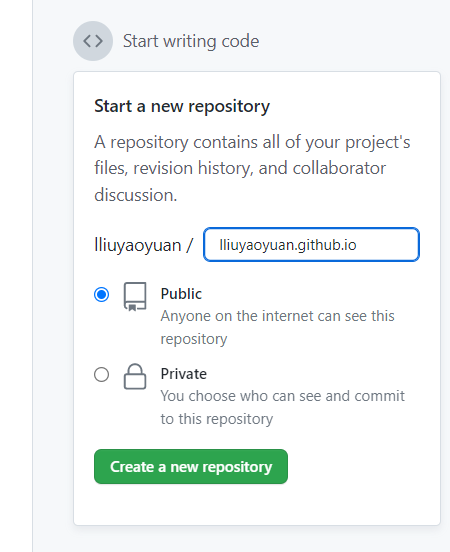 Start writing code
Start a new repository
A repository contains all of your project's
files, revision history, and collaborator
discussion.
lliuyaoyuan / lliuyaoyuan.github.io
Public
Anyone on the internet can see this
repository
Private
You choose who can see and commit
to this repository
Create a new repository